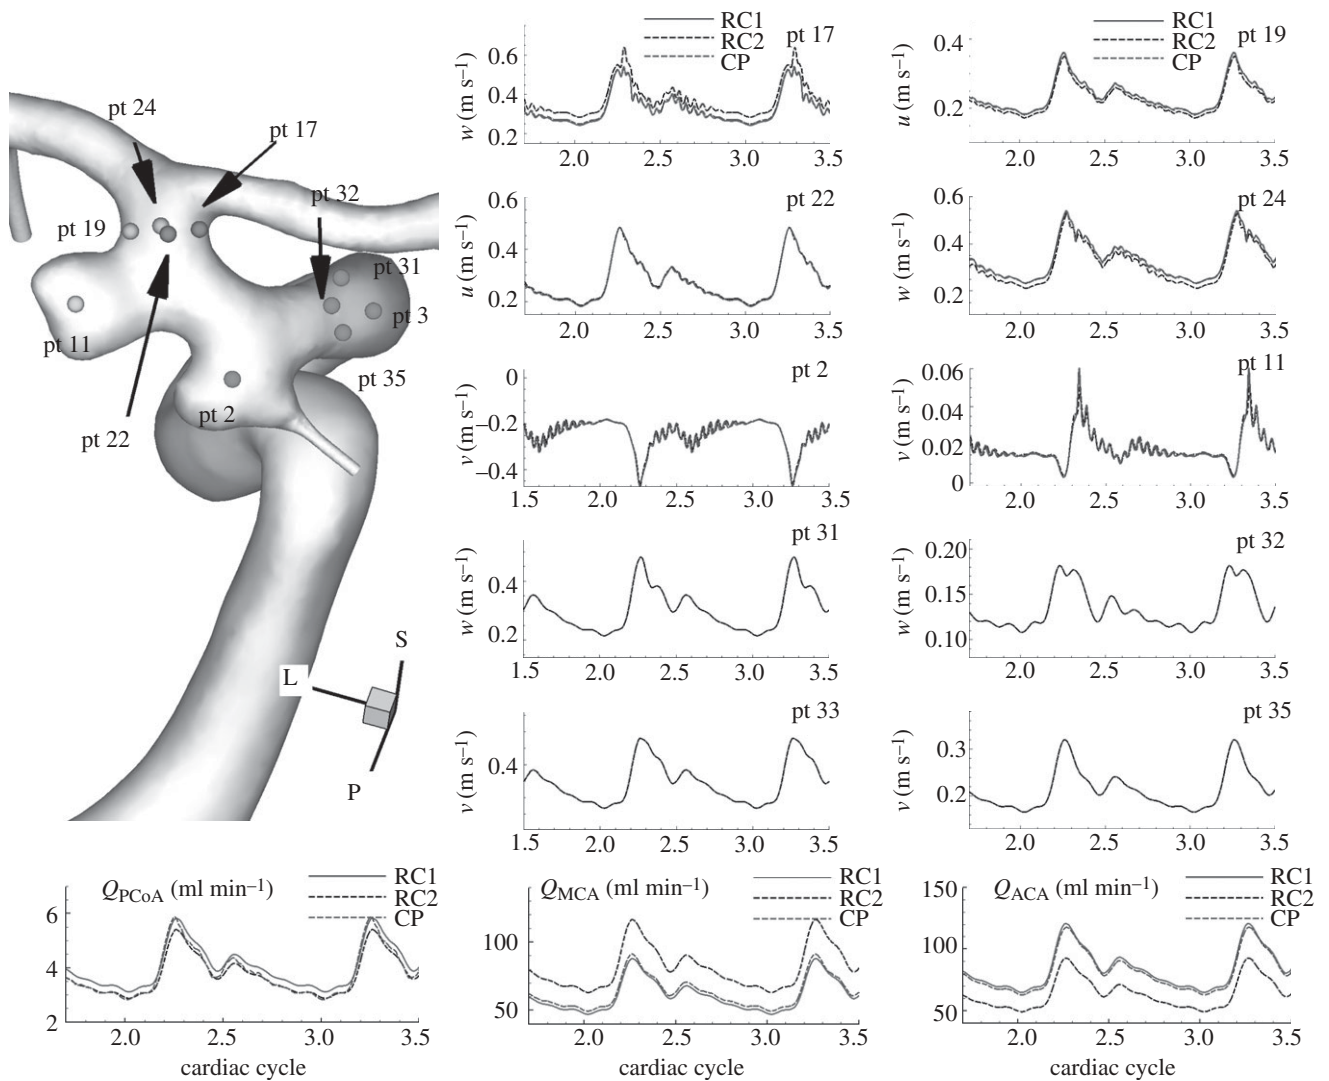 pt 24
pt 17
pt 32
pt 19
pt 31
pt 3
pt 11
pt 35
pt 2
pt 22
S
L
P
RC1
RC2
CP
pt 17
w (m s–1)
0.6
0.4
0.2
2.0 2.5 3.0 3.5
RC1
RC2
CP
pt 19
u (m s–1)
0.4
0.2
2.0 2.5 3.0 3.5
pt 22
u (m s–1)
0.6
0.4
0.2
2.0 2.5 3.0 3.5
pt 24
w (m s–1)
0.6
0.4
0.2
2.0 2.5 3.0 3.5
pt 2
v (m s–1)
0
–0.2
–0.4
1.5 2.0 2.5 3.0 3.5
pt 11
v (m s–1)
0.06
0.04
0.02
0
2.0 2.5 3.0 3.5
pt 31
w (m s–1)
0.4
0.2
1.5 2.0 2.5 3.0 3.5
pt 32
w (m s–1)
0.20
0.15
0.10
2.0 2.5 3.0 3.5
pt 33
v (m s–1)
0.4
1.5 2.0 2.5 3.0 3.5
pt 35
v (m s–1)
0.3
0.2
2.0 2.5 3.0 3.5
QPCoA (ml min–1)
RC1
RC2
CP
6
4
2
2.0 2.5 3.0 3.5
cardiac cycle
QMCA (ml min–1)
RC1
RC2
CP
100
50
2.0 2.5 3.0 3.5
cardiac cycle
QACA (ml min–1)
RC1
RC2
CP
150
100
50
2.0 2.5 3.0 3.5
cardiac cycle